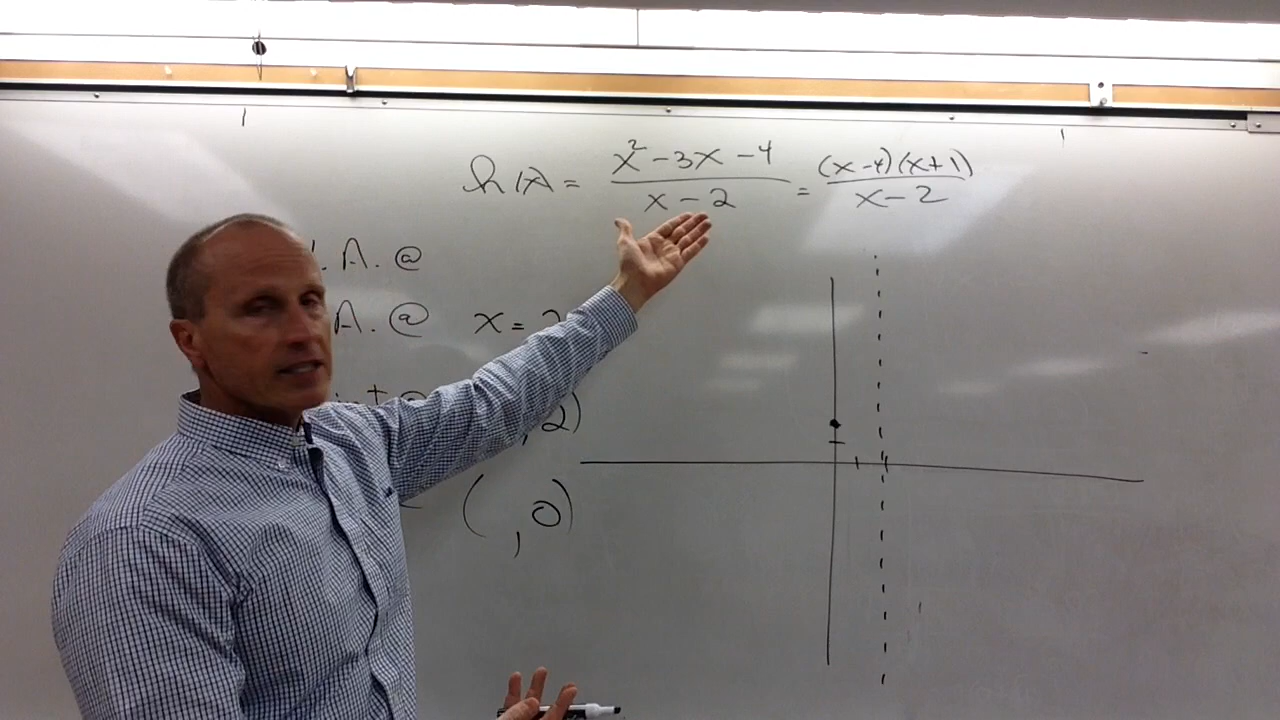 h(x) = x² - 3x - 4 / x - 2 = (x-4)(x+1) / x - 2
. A. @
A. @ x = 2
, 2)
( , 0)